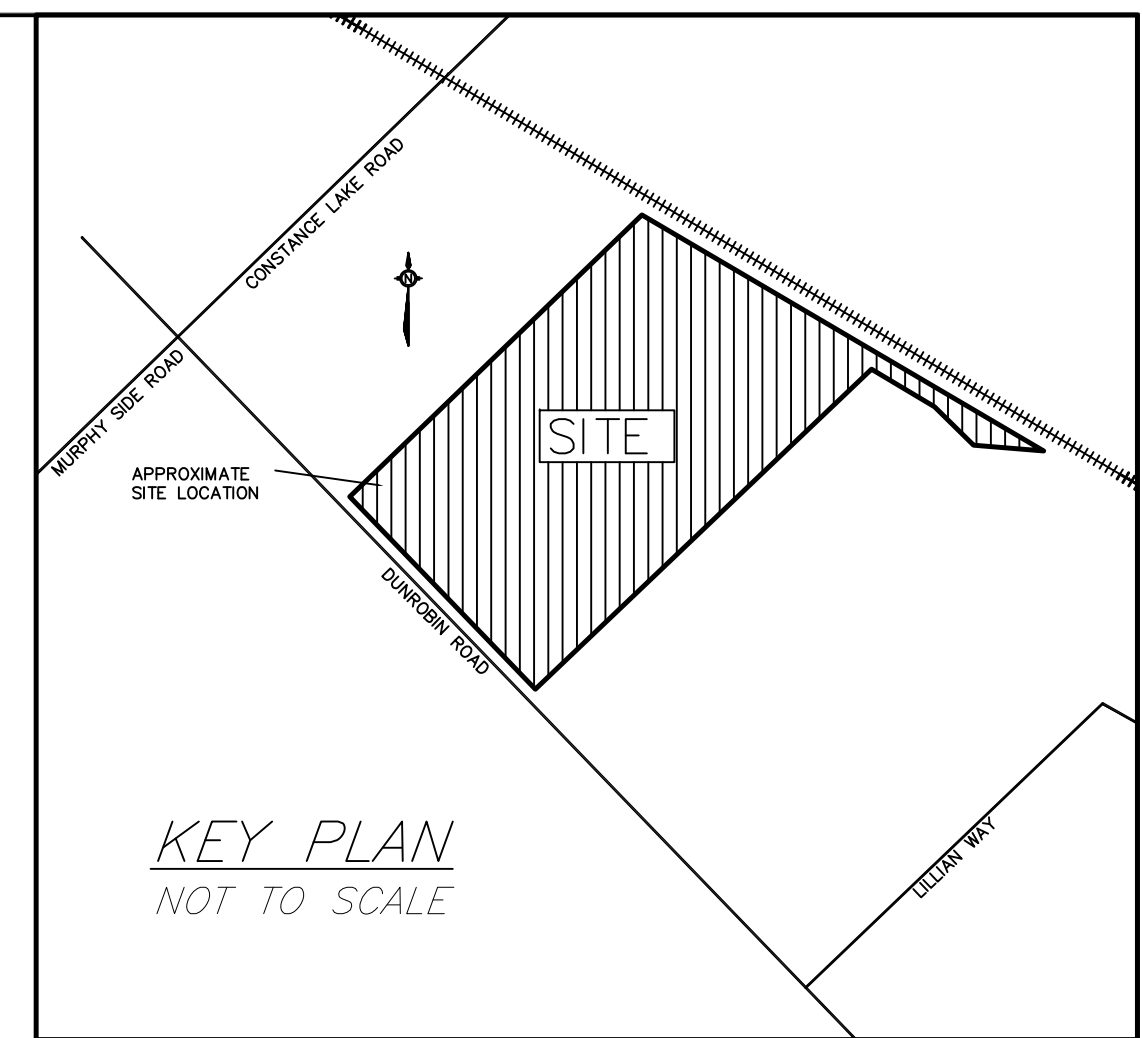 CONSTANCE LAKE ROAD
N
MURPHY SIDE ROAD
SITE
APPROXIMATE
SITE LOCATION
DUNROBIN ROAD
LILLIAN WAY
KEY PLAN
NOT TO SCALE